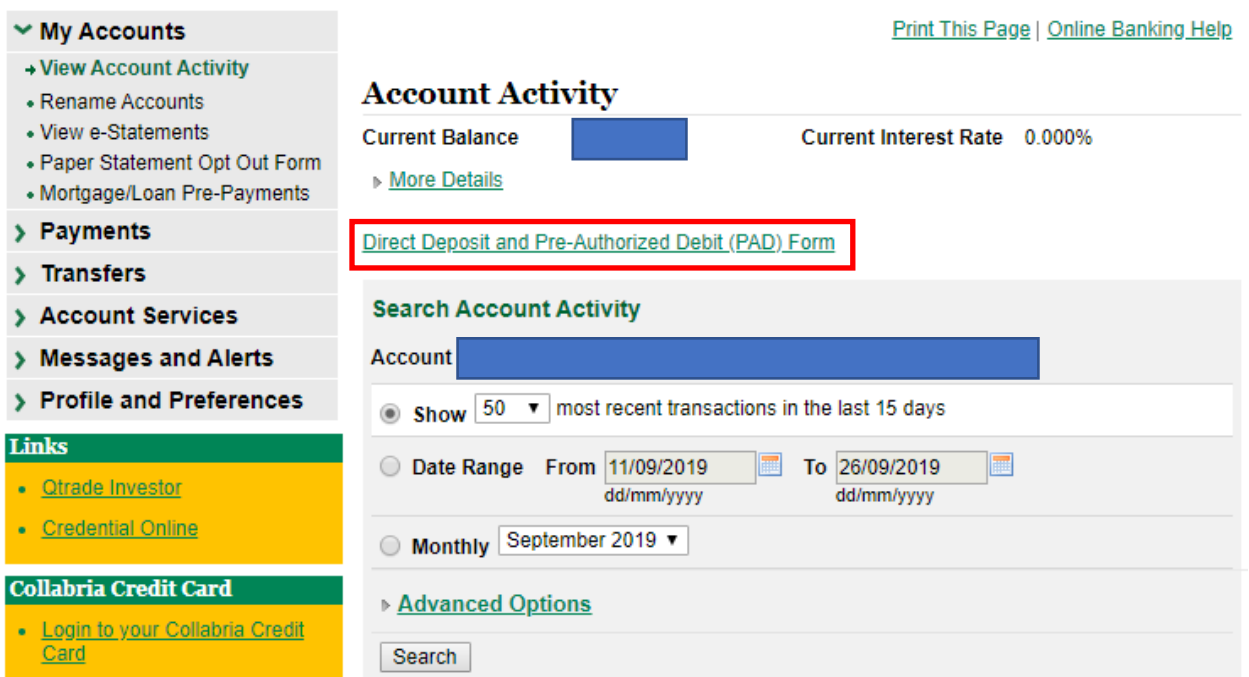 My Accounts
View Account Activity
Rename Accounts
View e-Statements
Paper Statement Opt Out Form
Mortgage/Loan Pre-Payments
Payments
Transfers
Account Services
Messages and Alerts
Profile and Preferences
Links
Qtrade Investor
Credential Online
Collabria Credit Card
Login to your Collabria Credit
Card
Print This Page | Online Banking Help
Account Activity
Current Balance Current Interest Rate 0.000%
More Details
Direct Deposit and Pre-Authorized Debit (PAD) Form
Search Account Activity
Account
Show 50 most recent transactions in the last 15 days
Date Range From 11/09/2019 To 26/09/2019
dd/mm/yyyy dd/mm/yyyy
Monthly September 2019
Advanced Options
Search